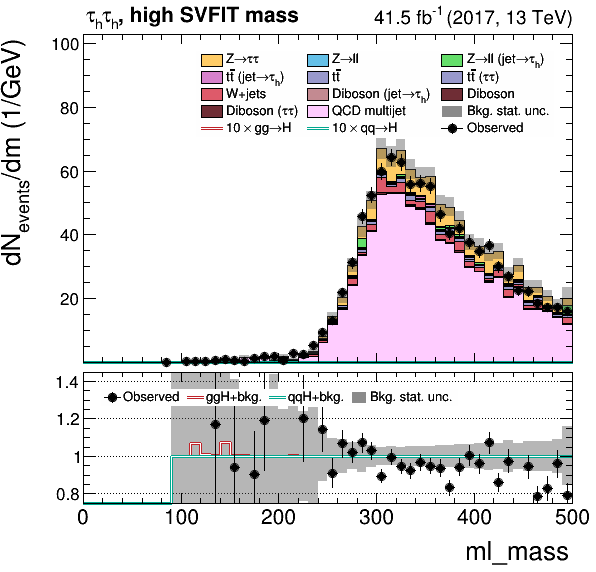 τhτh, high SVFIT mass 41.5 fb⁻¹ (2017, 13 TeV)
dNevents/dm (1/GeV)
100
80
60
40
20
Z→ττ Z→ll Z→ll (jet→τh)
tt̄ (jet→τh) tt̄ tt̄ (ττ)
W+jets Diboson (jet→τh) Diboson
Diboson (ττ) QCD multijet Bkg. stat. unc.
10×gg→H 10×qq→H Observed
1.4
1.2
1
0.8
Observed ggH+bkg. qqH+bkg. Bkg. stat. unc.
0 100 200 300 400 500
ml_mass